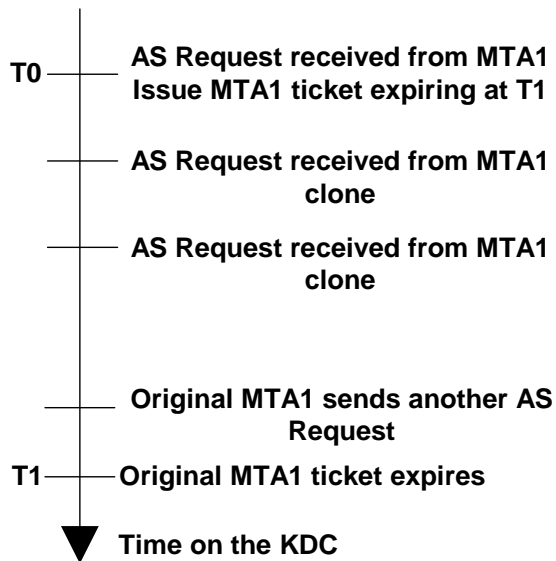 T0
AS Request received from MTA1
Issue MTA1 ticket expiring at T1
AS Request received from MTA1
clone
AS Request received from MTA1
clone
Original MTA1 sends another AS
Request
T1
Original MTA1 ticket expires
Time on the KDC